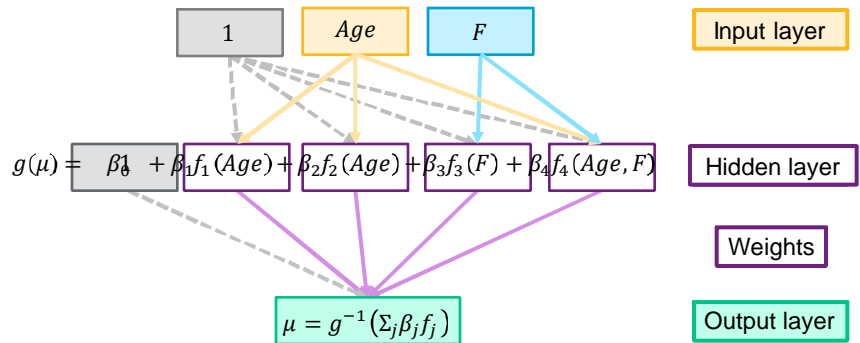 1 Age F Input layer
g(μ) = β₀1 + β₁f₁(Age) + β₂f₂(Age) + β₃f₃(F) + β₄f₄(Age, F) Hidden layer
Weights
μ = g⁻¹(Σⱼβⱼfⱼ) Output layer